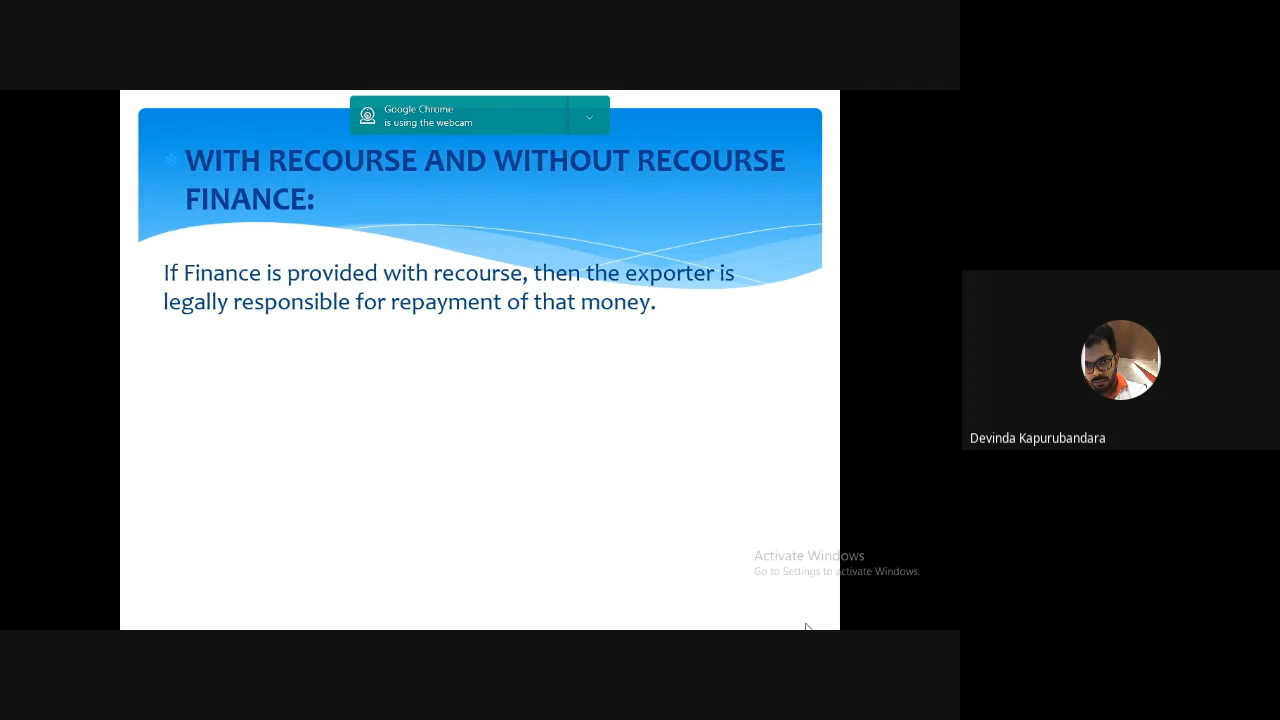 Google Chrome
is using the webcam
WITH RECOURSE AND WITHOUT RECOURSE
FINANCE:
If Finance is provided with recourse, then the exporter is
legally responsible for repayment of that money.
Devinda Kapurubandara
Activate Windows
Go to Settings to activate Windows.